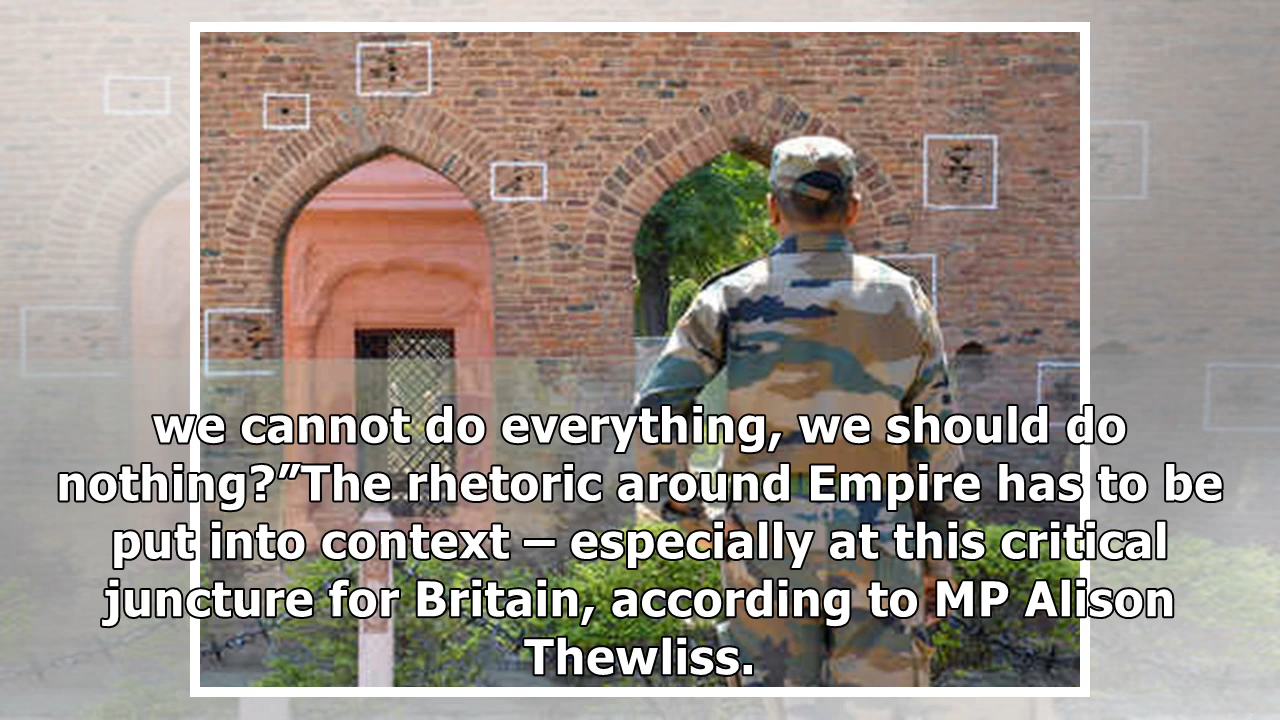 we cannot do everything, we should do
nothing?”The rhetoric around Empire has to be
put into context – especially at this critical
juncture for Britain, according to MP Alison
Thewliss.